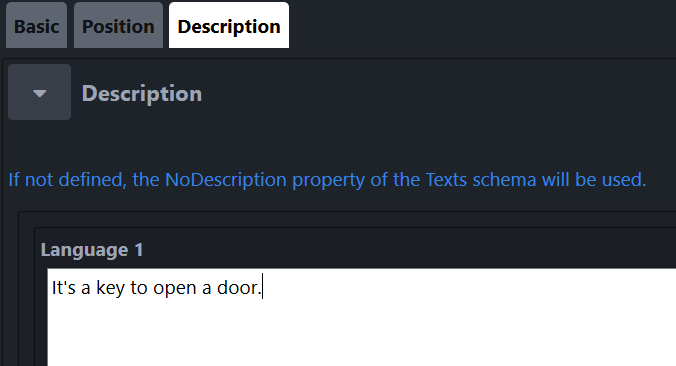 Basic Position Description
Description
If not defined, the NoDescription property of the Texts schema will be used.
Language 1
It's a key to open a door.